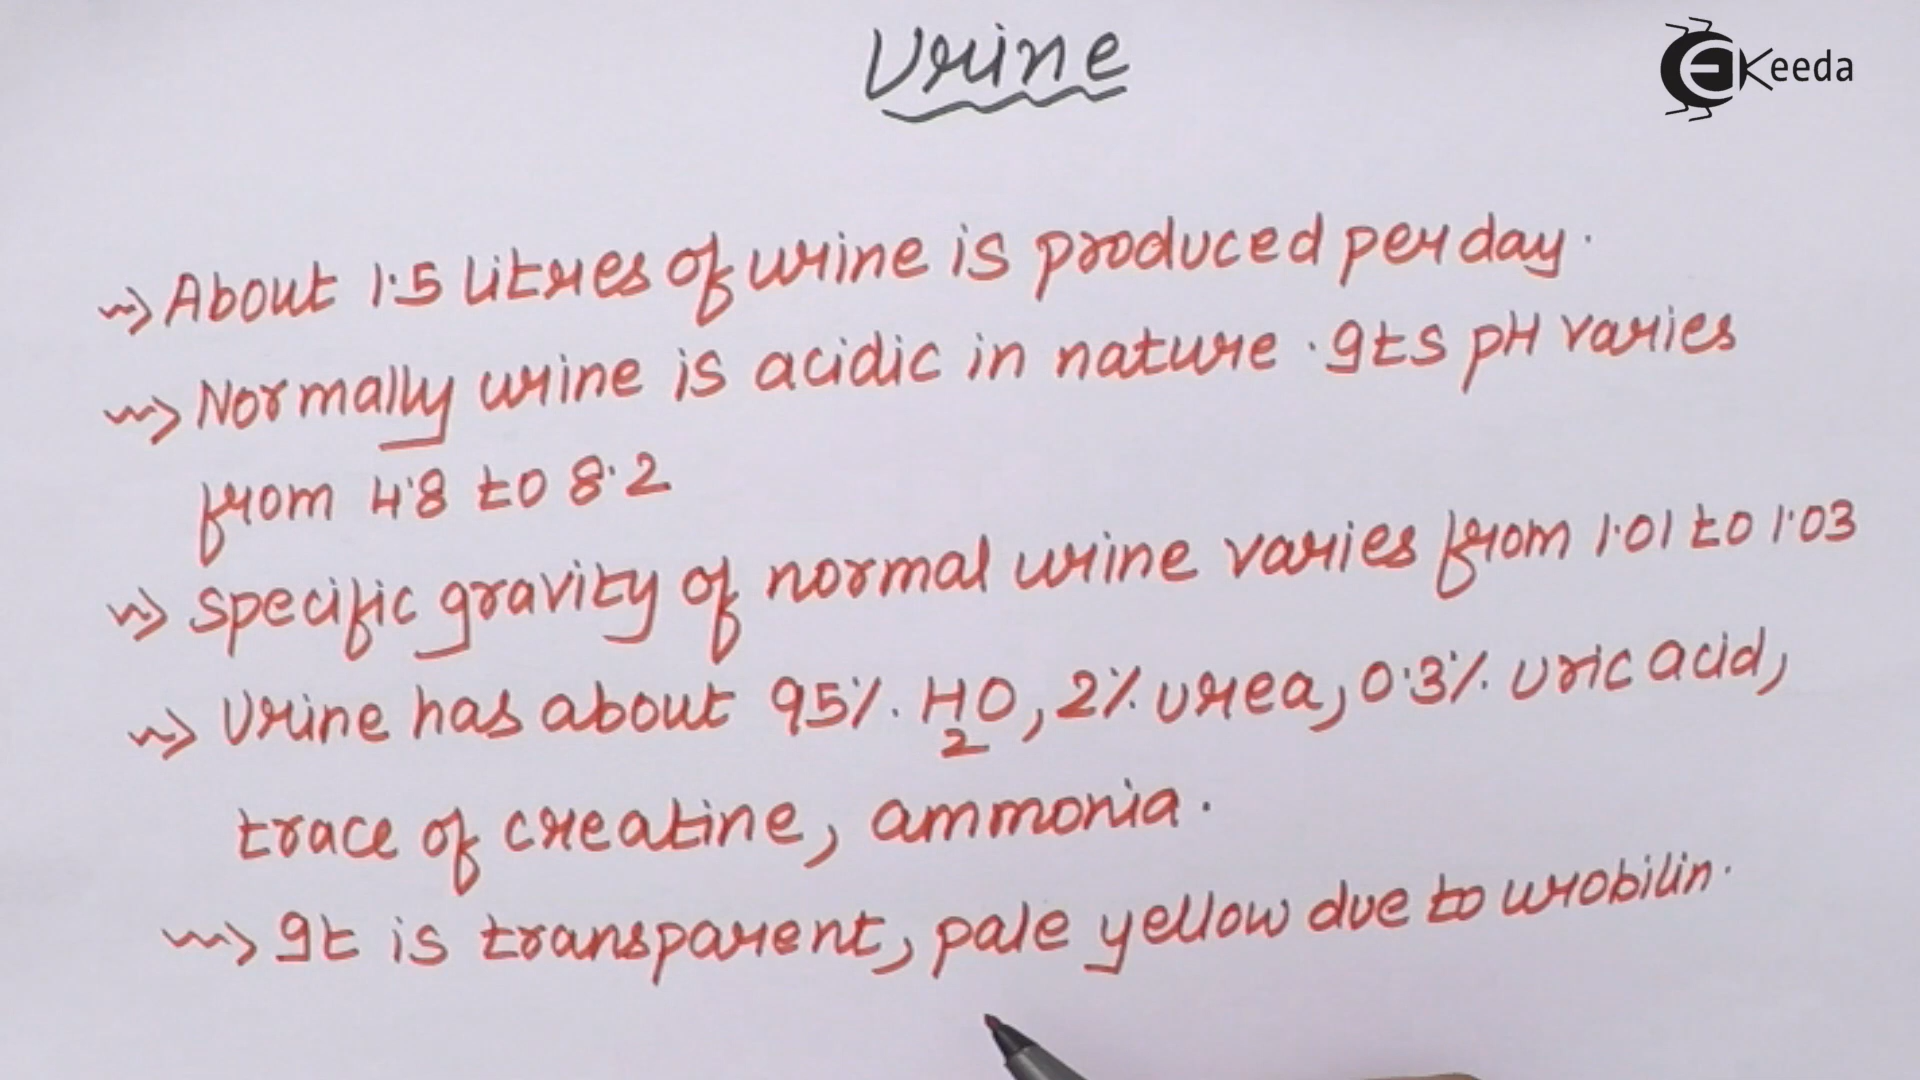 Urine
EKeeda
⇝ About 1.5 litres of urine is produced per day.
⇝ Normally urine is acidic in nature. Its pH varies
from 4.8 to 8.2
⇝ Specific gravity of normal urine varies from 1.01 to 1.03
⇝ Urine has about 95%. H₂O, 2% urea, 0.3%. uric acid,
trace of creatine, ammonia.
⇝ It is transparent, pale yellow due to urobilin.